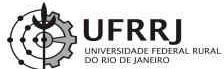 UFRRJ
UNIVERSIDADE FEDERAL RURAL
DO RIO DE JANEIRO